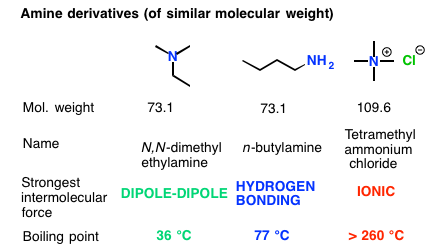 Amine derivatives (of similar molecular weight)
N
NH2
N ⊕ Cl ⊖
Mol. weight 73.1 73.1 109.6
Name N,N-dimethyl ethylamine n-butylamine Tetramethyl ammonium chloride
Strongest intermolecular force DIPOLE-DIPOLE HYDROGEN BONDING IONIC
Boiling point 36 °C 77 °C > 260 °C